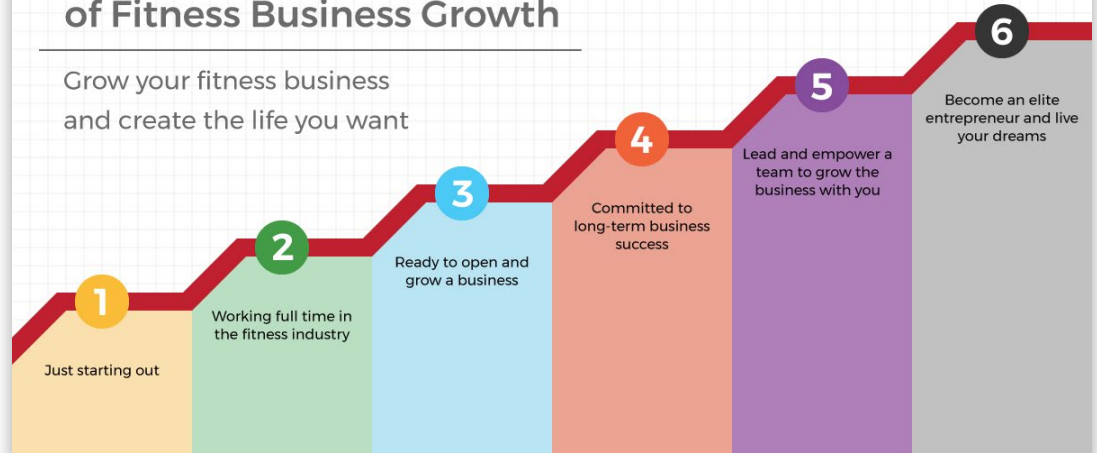 of Fitness Business Growth
Grow your fitness business
and create the life you want
1
Just starting out
2
Working full time in
the fitness industry
3
Ready to open and
grow a business
4
Committed to
long-term business
success
5
Lead and empower a
team to grow the
business with you
6
Become an elite
entrepreneur and live
your dreams